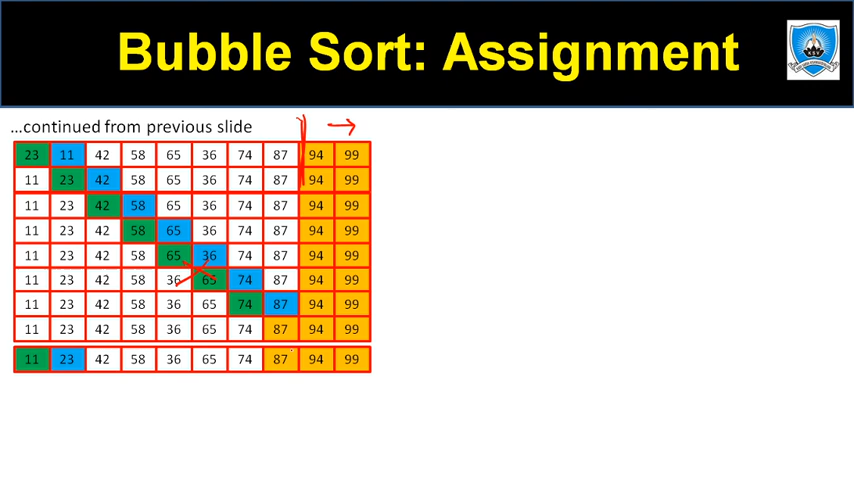 Bubble Sort: Assignment
...continued from previous slide
23 11 42 58 65 36 74 87 94 99
11 23 42 58 65 36 74 87 94 99
11 23 42 58 65 36 74 87 94 99
11 23 42 58 65 36 74 87 94 99
11 23 42 58 65 36 74 87 94 99
11 23 42 58 36 65 74 87 94 99
11 23 42 58 36 65 74 87 94 99
11 23 42 58 36 65 74 87 94 99
11 23 42 58 36 65 74 87 94 99